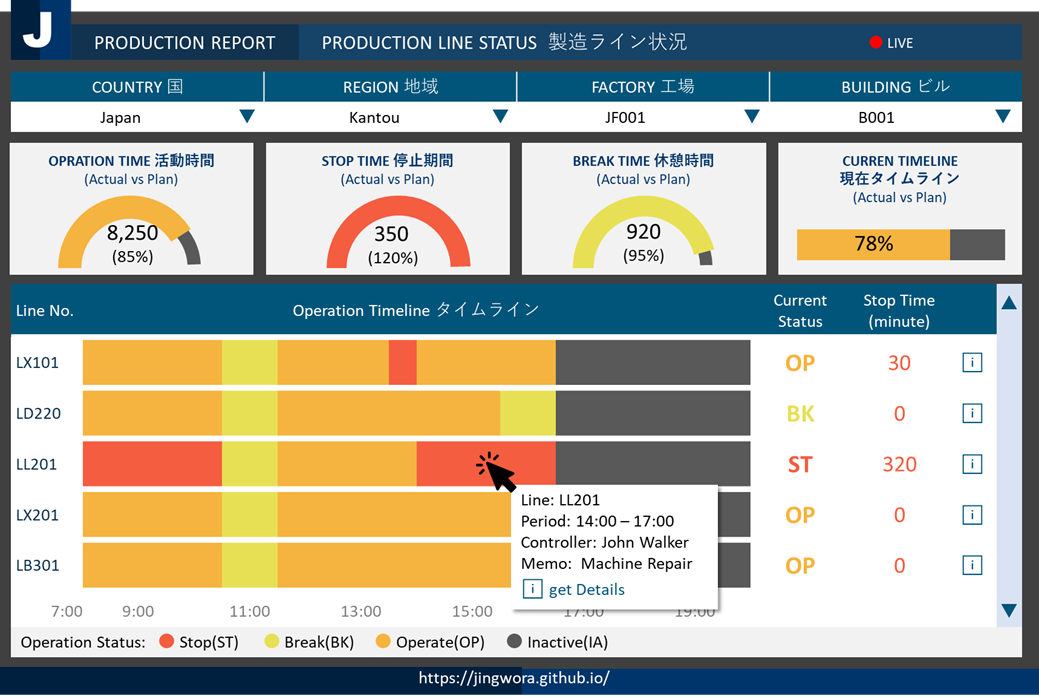 J
PRODUCTION REPORT
PRODUCTION LINE STATUS 製造ライン状況
LIVE
COUNTRY 国
REGION 地域
FACTORY 工場
BUILDING ビル
Japan
Kantou
JF001
B001
OPRATION TIME 活動時間
(Actual vs Plan)
8,250
(85%)
STOP TIME 停止期間
(Actual vs Plan)
350
(120%)
BREAK TIME 休憩時間
(Actual vs Plan)
920
(95%)
CURREN TIMELINE
現在タイムライン
(Actual vs Plan)
78%
Line No.
Operation Timeline タイムライン
Current
Status
Stop Time
(minute)
LX101
OP
30
i
LD220
BK
0
i
LL201
ST
320
i
LX201
OP
0
i
LB301
OP
0
i
Line: LL201
Period: 14:00 – 17:00
Controller: John Walker
Memo: Machine Repair
i get Details
7:00
9:00
11:00
13:00
15:00
17:00
19:00
Operation Status:
Stop(ST)
Break(BK)
Operate(OP)
Inactive(IA)
https://jingwora.github.io/